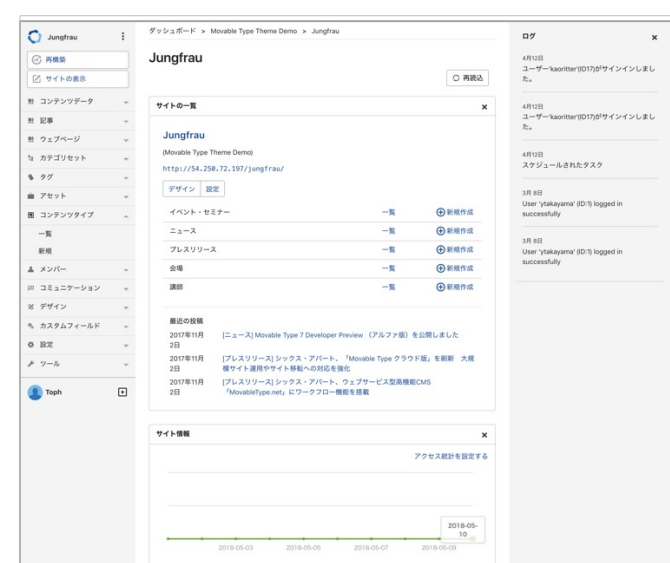 Jungfrau
再構築
サイトの表示
コンテンツデータ
記事
ウェブページ
カテゴリセット
タグ
アセット
コンテンツタイプ
一覧
新規
メンバー
コミュニケーション
デザイン
カスタムフィールド
設定
ツール
Toph
ダッシュボード > Movable Type Theme Demo > Jungfrau
Jungfrau
再読込
サイトの一覧
Jungfrau
(Movable Type Theme Demo)
http://54.250.72.197/jungfrau/
デザイン 設定
イベント・セミナー 一覧 新規作成
ニュース 一覧 新規作成
プレスリリース 一覧 新規作成
会場 一覧 新規作成
講師 一覧 新規作成
最近の投稿
2017年11月 [ニュース] Movable Type 7 Developer Preview （アルファ版）を公開しました
2日
2017年11月 [プレスリリース] シックス・アパート、「Movable Type クラウド版」を刷新 大規
2日 模サイト運用やサイト移転への対応を強化
2017年11月 [プレスリリース] シックス・アパート、ウェブサービス型高機能CMS
2日 「MovableType.net」にワークフロー機能を搭載
サイト情報
アクセス統計を設定する
2018-05-
10
2018-05-03 2018-05-05 2018-05-07 2018-05-09
ログ
4月12日
ユーザー'kaoritter'(ID17)がサインインしまし
た。
4月12日
ユーザー'kaoritter'(ID17)がサインインしまし
た。
4月12日
スケジュールされたタスク
3月 8日
User 'ytakayama' (ID:1) logged in
successfully
3月 8日
User 'ytakayama' (ID:1) logged in
successfully